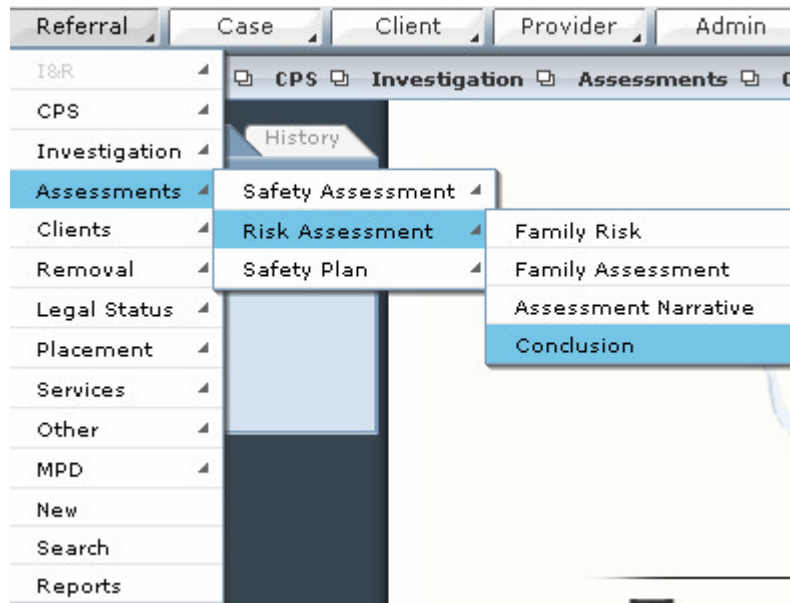 Referral Case Client Provider Admin
I&R
CPS Investigation Assessments
CPS
Investigation
History
Assessments
Safety Assessment
Clients
Risk Assessment
Family Risk
Removal
Safety Plan
Family Assessment
Legal Status
Assessment Narrative
Placement
Conclusion
Services
Other
MPD
New
Search
Reports